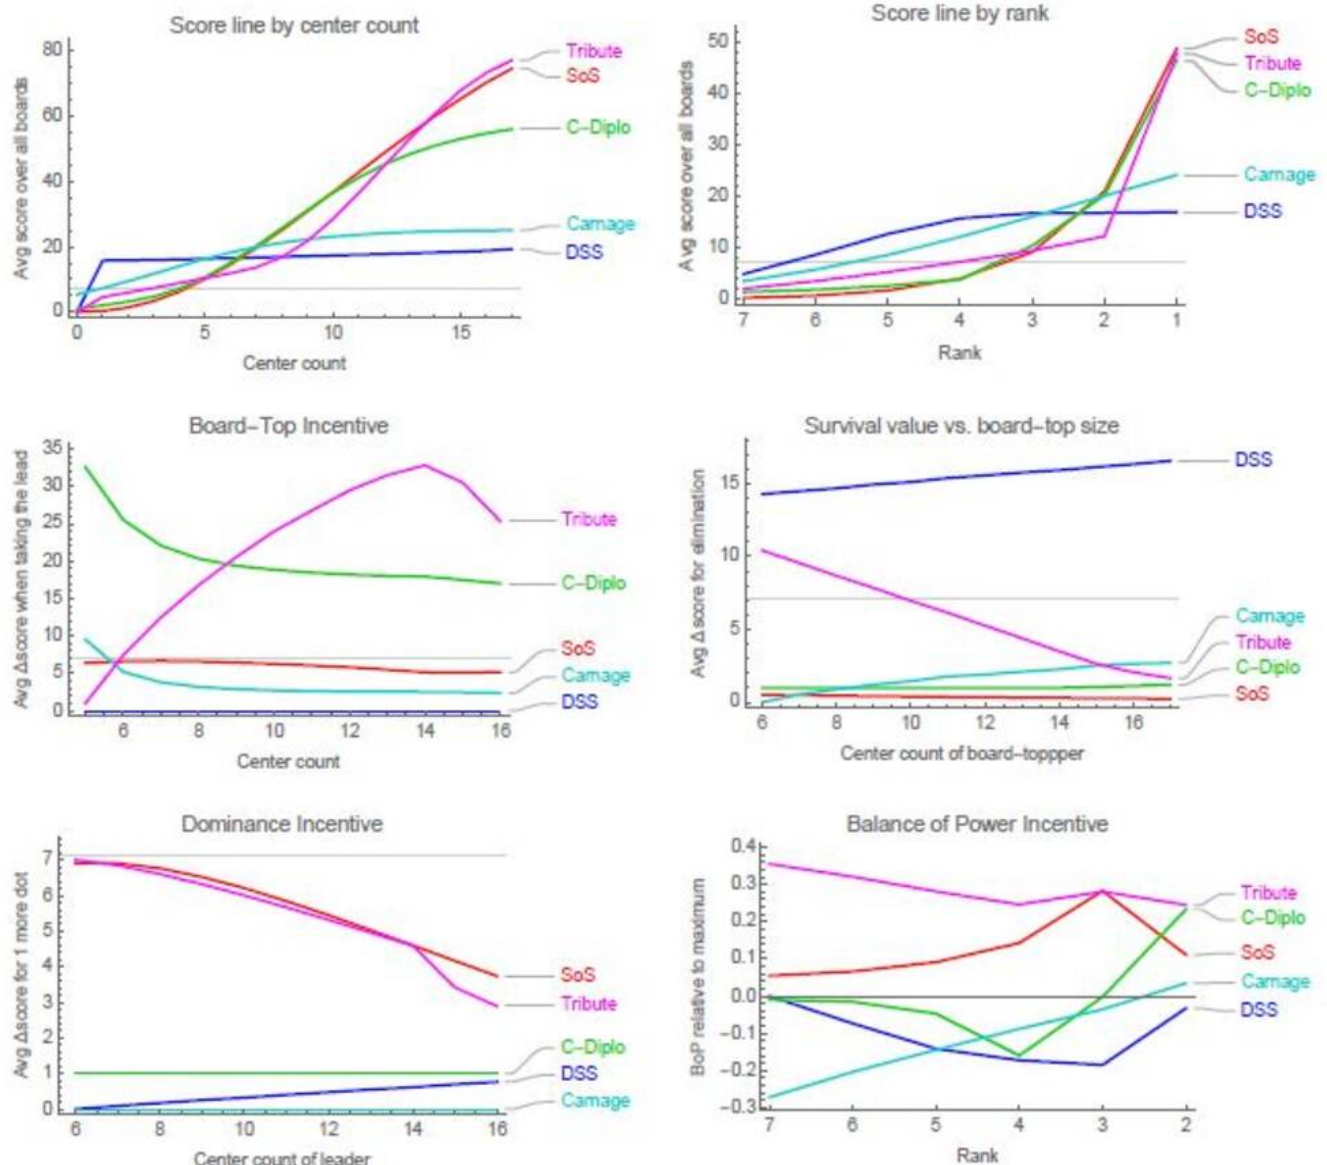 Score line by center count
Avg score over all boards
80
60
40
20
0
0 5 10 15
Center count
Tribute
SoS
C-Diplo
Carnage
DSS
Score line by rank
Avg score over all boards
50
40
30
20
10
0
7 6 5 4 3 2 1
Rank
SoS
Tribute
C-Diplo
Carnage
DSS
Board-Top Incentive
Avg Δscore when taking the lead
35
30
25
20
15
10
5
0
6 8 10 12 14 16
Center count
Tribute
C-Diplo
SoS
Carnage
DSS
Survival value vs. board-top size
Avg Δscore for elimination
15
10
5
0
6 8 10 12 14 16
Center count of board-toppper
DSS
Carnage
Tribute
C-Diplo
SoS
Dominance Incentive
Avg Δscore for 1 more dot
7
6
5
4
3
2
1
0
6 8 10 12 14 16
Center count of leader
SoS
Tribute
C-Diplo
DSS
Carnage
Balance of Power Incentive
BoP relative to maximum
0.4
0.3
0.2
0.1
0.0
-0.1
-0.2
-0.3
7 6 5 4 3 2
Rank
Tribute
C-Diplo
SoS
Carnage
DSS